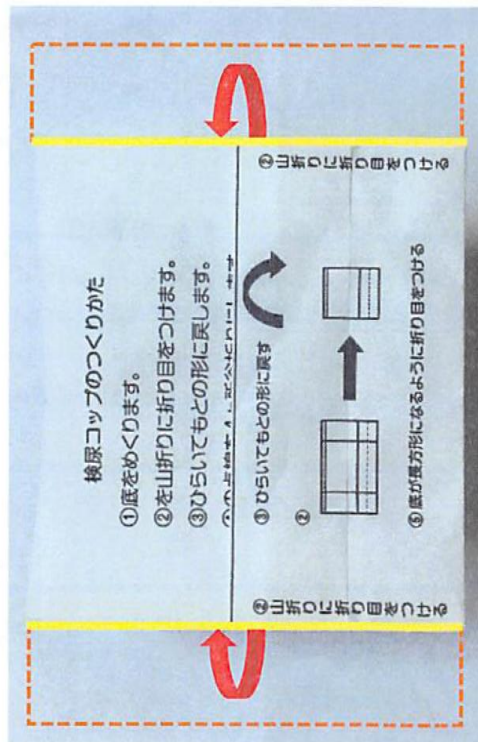 検尿コップのつくりかた
①底をめくります。
②を山折りに折り目をつけます。
③ひらいてもとの形に戻します。
②山折りに折り目をつける
③ひらいてもとの形に戻す
②
⑤底が長方形になるように折り目をつける
②山折りに折り目をつける